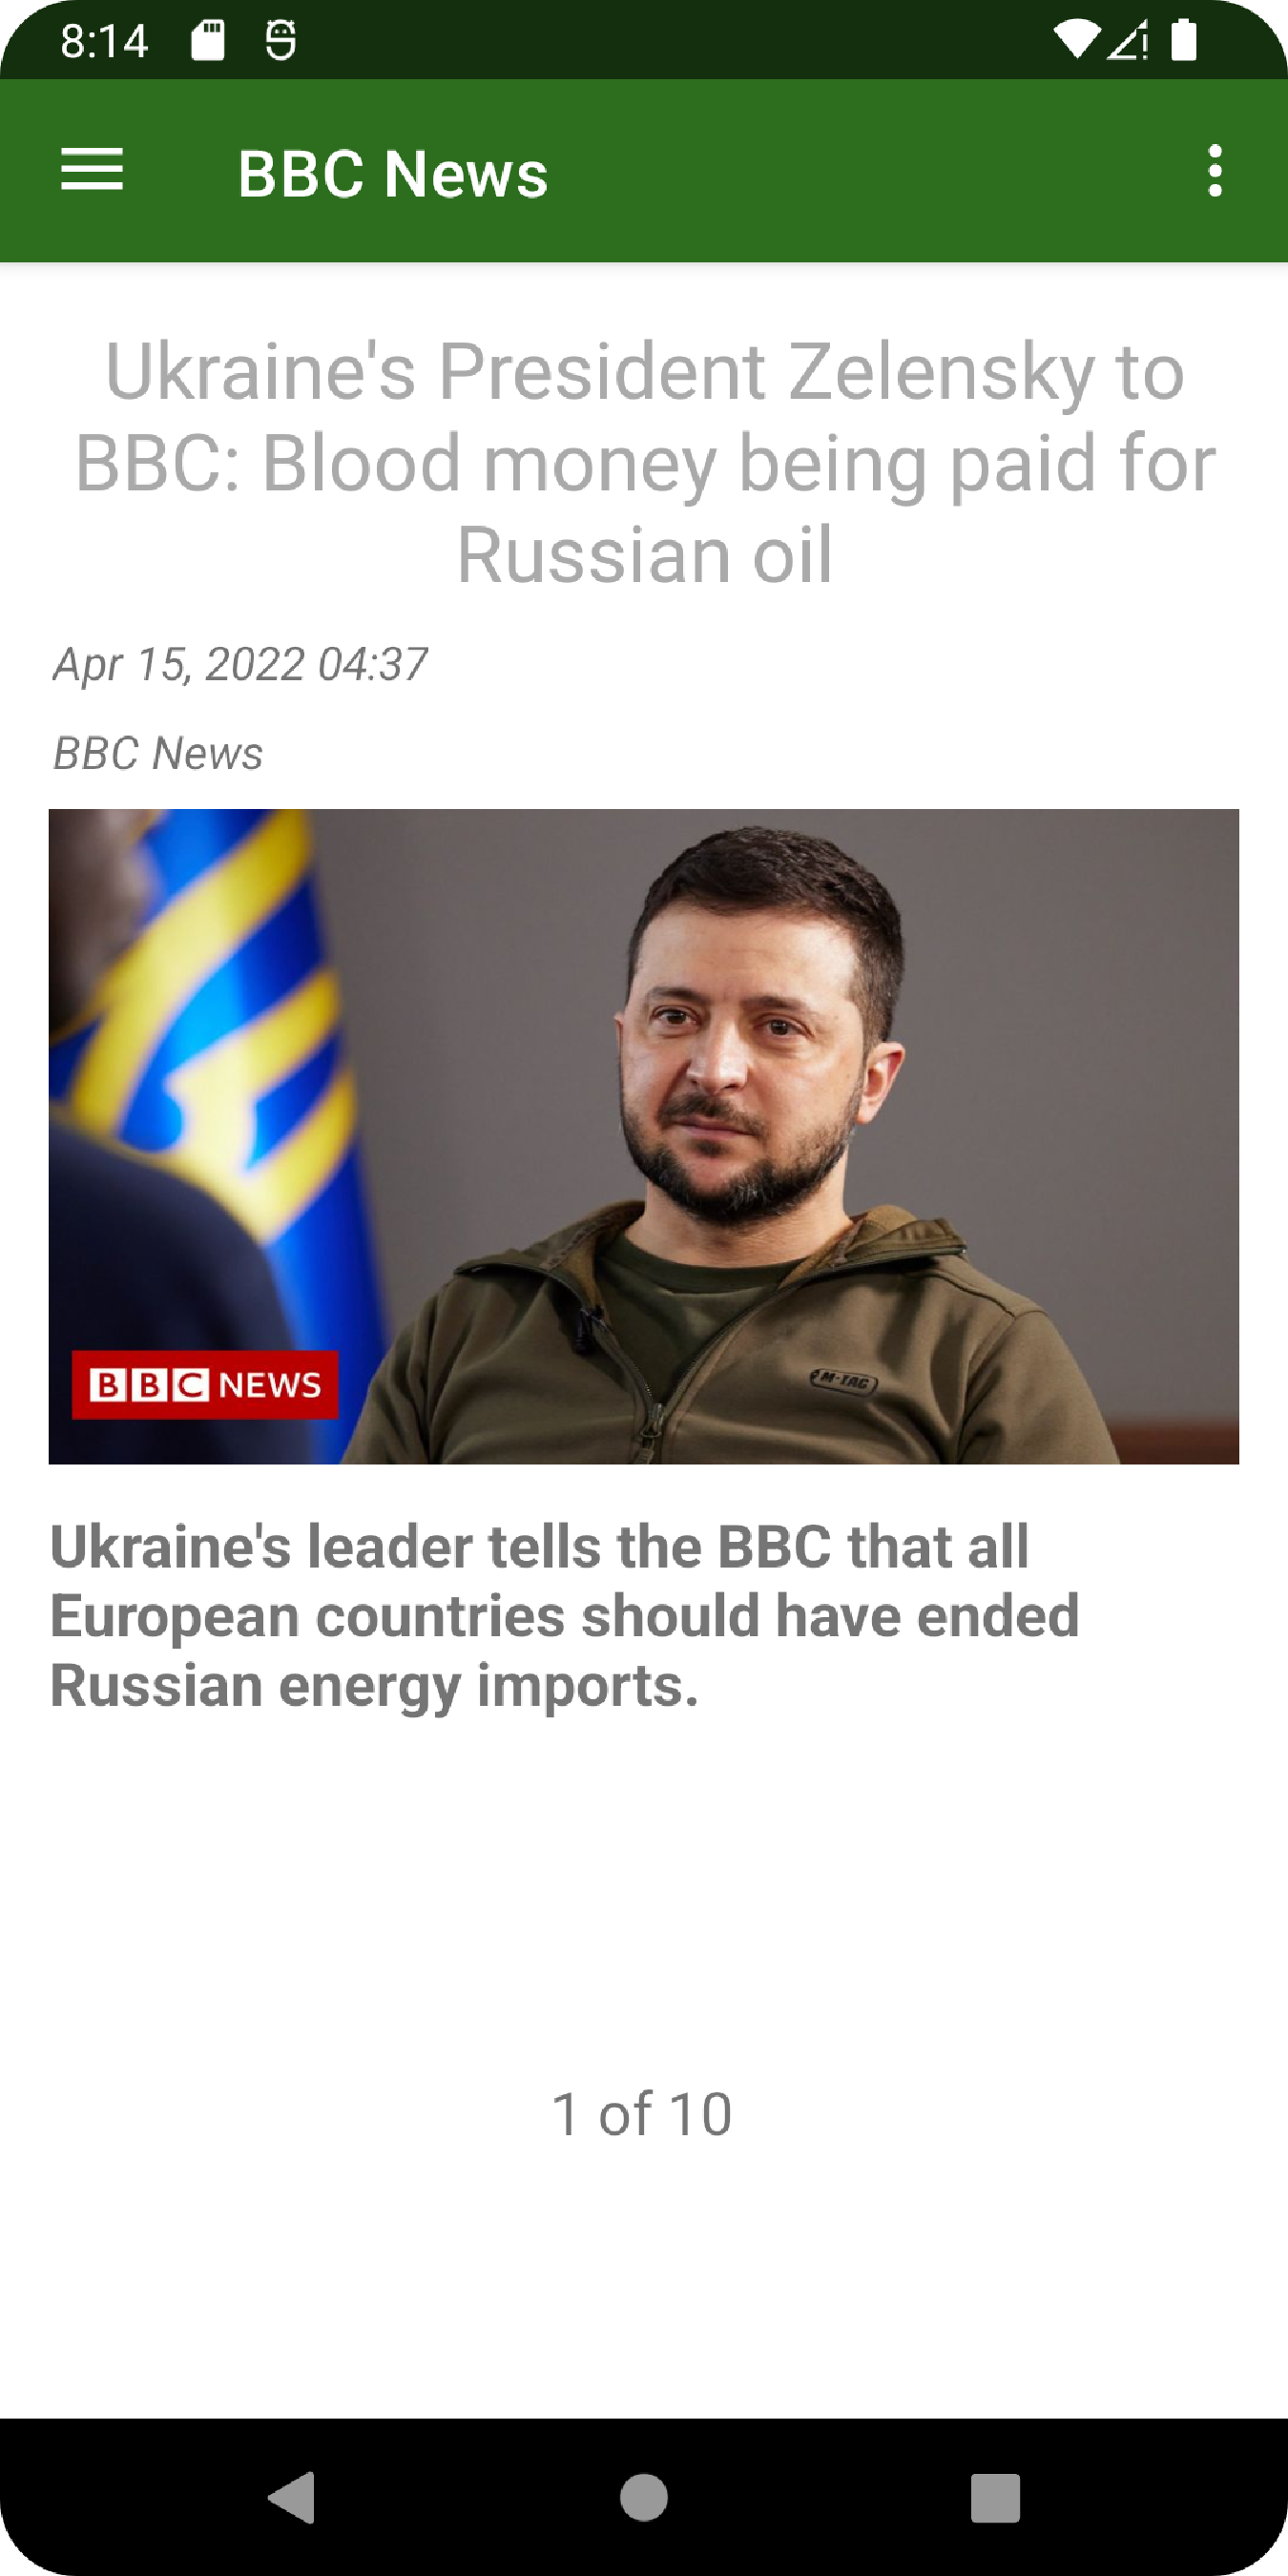 8:14
BBC News
Ukraine's President Zelensky to
BBC: Blood money being paid for
Russian oil
Apr 15, 2022 04:37
BBC News
M-TAC
BBC NEWS
Ukraine's leader tells the BBC that all
European countries should have ended
Russian energy imports.
1 of 10